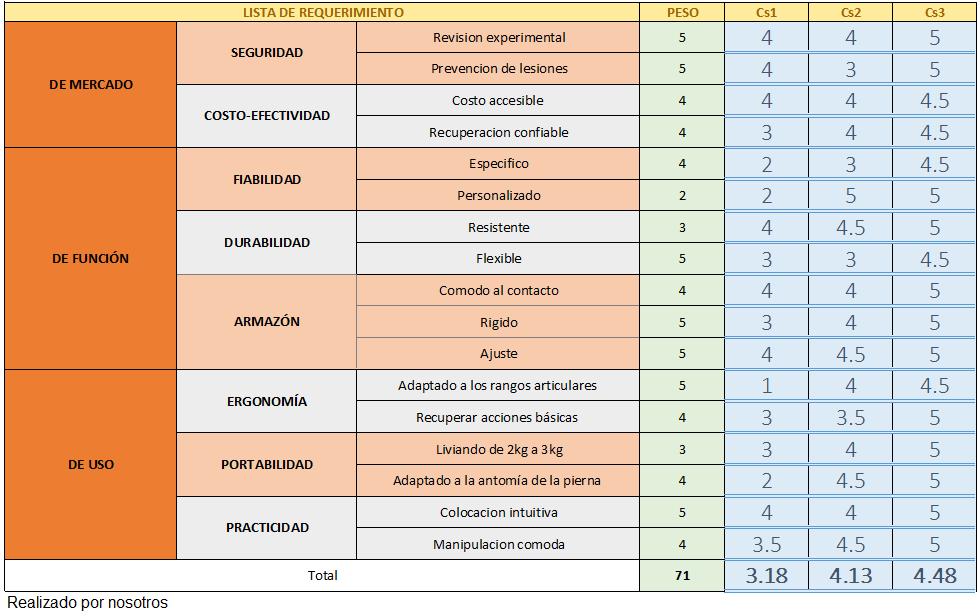 LISTA DE REQUERIMIENTO PESO Cs1 Cs2 Cs3
DE MERCADO SEGURIDAD Revision experimental 5 4 4 5
Prevencion de lesiones 5 4 3 5
COSTO-EFECTIVIDAD Costo accesible 4 4 4 4.5
Recuperacion confiable 4 3 4 4.5
DE FUNCIÓN FIABILIDAD Especifico 4 2 3 4.5
Personalizado 2 2 5 5
DURABILIDAD Resistente 3 4 4.5 5
Flexible 5 3 3 4.5
ARMAZÓN Comodo al contacto 4 4 4 5
Rigido 5 3 4 5
Ajuste 5 4 4.5 5
DE USO ERGONOMÍA Adaptado a los rangos articulares 5 1 4 4.5
Recuperar acciones básicas 4 3 3.5 5
PORTABILIDAD Liviando de 2kg a 3kg 3 3 4 5
Adaptado a la antomía de la pierna 4 2 4.5 5
PRACTICIDAD Colocacion intuitiva 5 4 4 5
Manipulacion comoda 4 3.5 4.5 5
Total 71 3.18 4.13 4.48
Realizado por nosotros